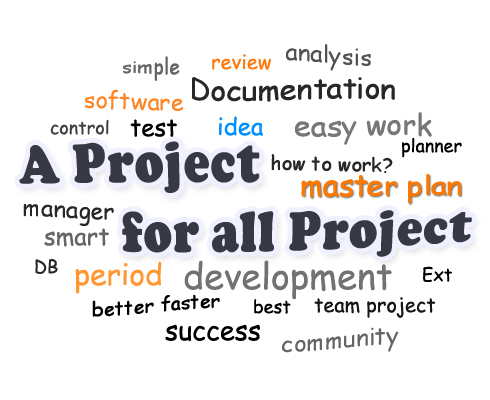 analysis
simple
review
Documentation
software
control
test
idea
easy work
planner
A Project
how to work?
master plan
manager
for all Project
smart
DB
period
development
Ext
better faster
best
team project
success
community